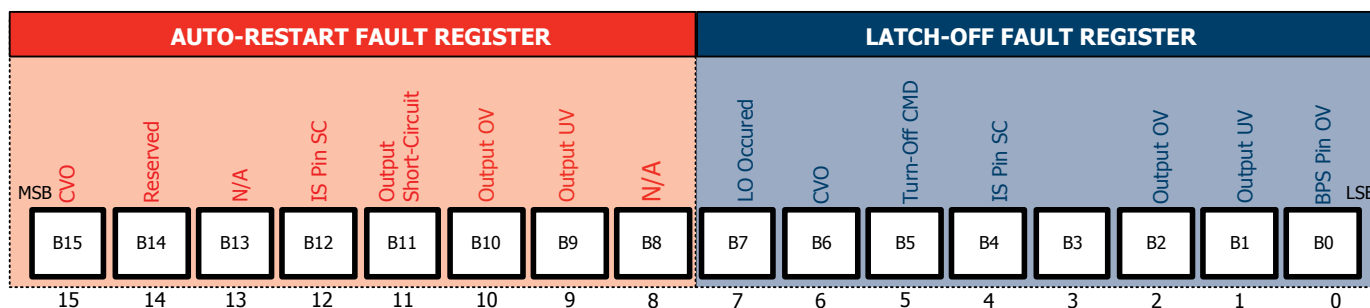 AUTO-RESTART FAULT REGISTER
LATCH-OFF FAULT REGISTER
MSB
CVO
Reserved
N/A
IS Pin SC
Output
Short-Circuit
Output OV
Output UV
N/A
LO Occured
CVO
Turn-Off CMD
IS Pin SC
Output OV
Output UV
BPS Pin OV
LSB
B15 B14 B13 B12 B11 B10 B9 B8 B7 B6 B5 B4 B3 B2 B1 B0
15 14 13 12 11 10 9 8 7 6 5 4 3 2 1 0